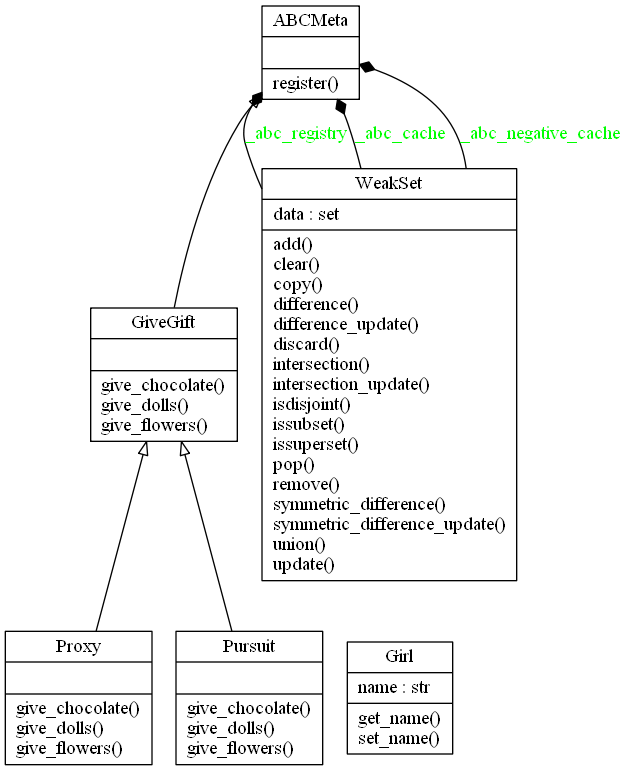 ABCMeta
register()
_abc_registry
_abc_cache
_abc_negative_cache
WeakSet
data : set
add()
clear()
copy()
difference()
difference_update()
discard()
intersection()
intersection_update()
isdisjoint()
issubset()
issuperset()
pop()
remove()
symmetric_difference()
symmetric_difference_update()
union()
update()
GiveGift
give_chocolate()
give_dolls()
give_flowers()
Proxy
give_chocolate()
give_dolls()
give_flowers()
Pursuit
give_chocolate()
give_dolls()
give_flowers()
Girl
name : str
get_name()
set_name()